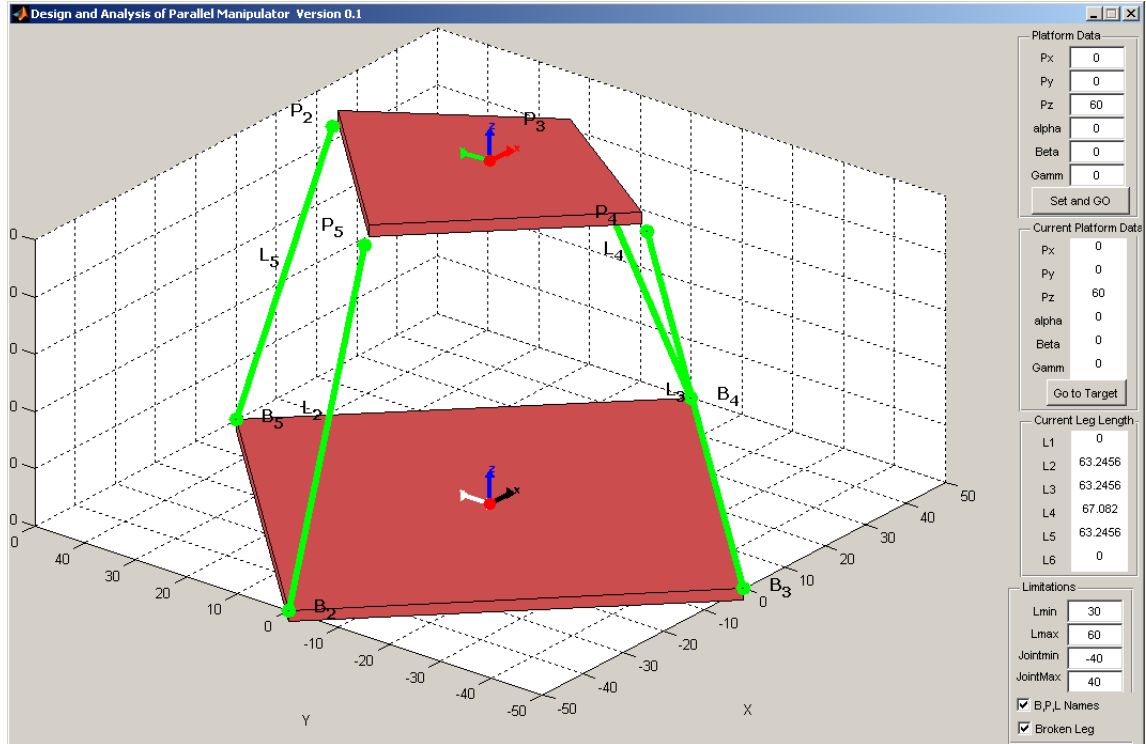 Design and Analysis of Parallel Manipulator Version 0.1
P2
P3
z
x
P5
P4
L5
L4
B5
L2
L3
B4
z
x
B2
B3
0
0
0
0
0
0
0
40
30
20
10
0
-10
-20
-30
-40
-50
-50
-40
-30
-20
-10
0
10
20
30
40
50
Y
X
Platform Data
Px 0
Py 0
Pz 60
alpha 0
Beta 0
Gamm 0
Set and GO
Current Platform Data
Px 0
Py 0
Pz 60
alpha 0
Beta 0
Gamm 0
Go to Target
Current Leg Length
L1 0
L2 63.2456
L3 63.2456
L4 67.082
L5 63.2456
L6 0
Limitations
Lmin 30
Lmax 60
Jointmin -40
JointMax 40
B,P,L Names
Broken Leg